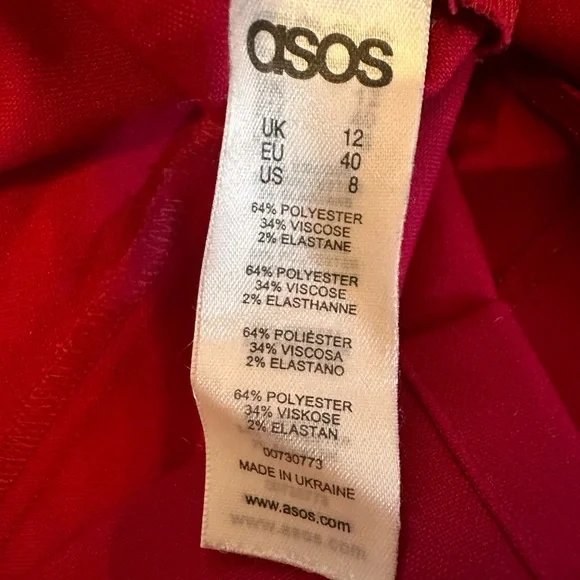 asos
UK 12
EU 40
US 8
64% POLYESTER
34% VISCOSE
2% ELASTANE
64% POLYESTER
34% VISCOSE
2% ELASTHANNE
64% POLIÉSTER
34% VISCOSA
2% ELASTANO
64% POLYESTER
34% VISKOSE
2% ELASTAN
00730773
MADE IN UKRAINE
www.asos.com